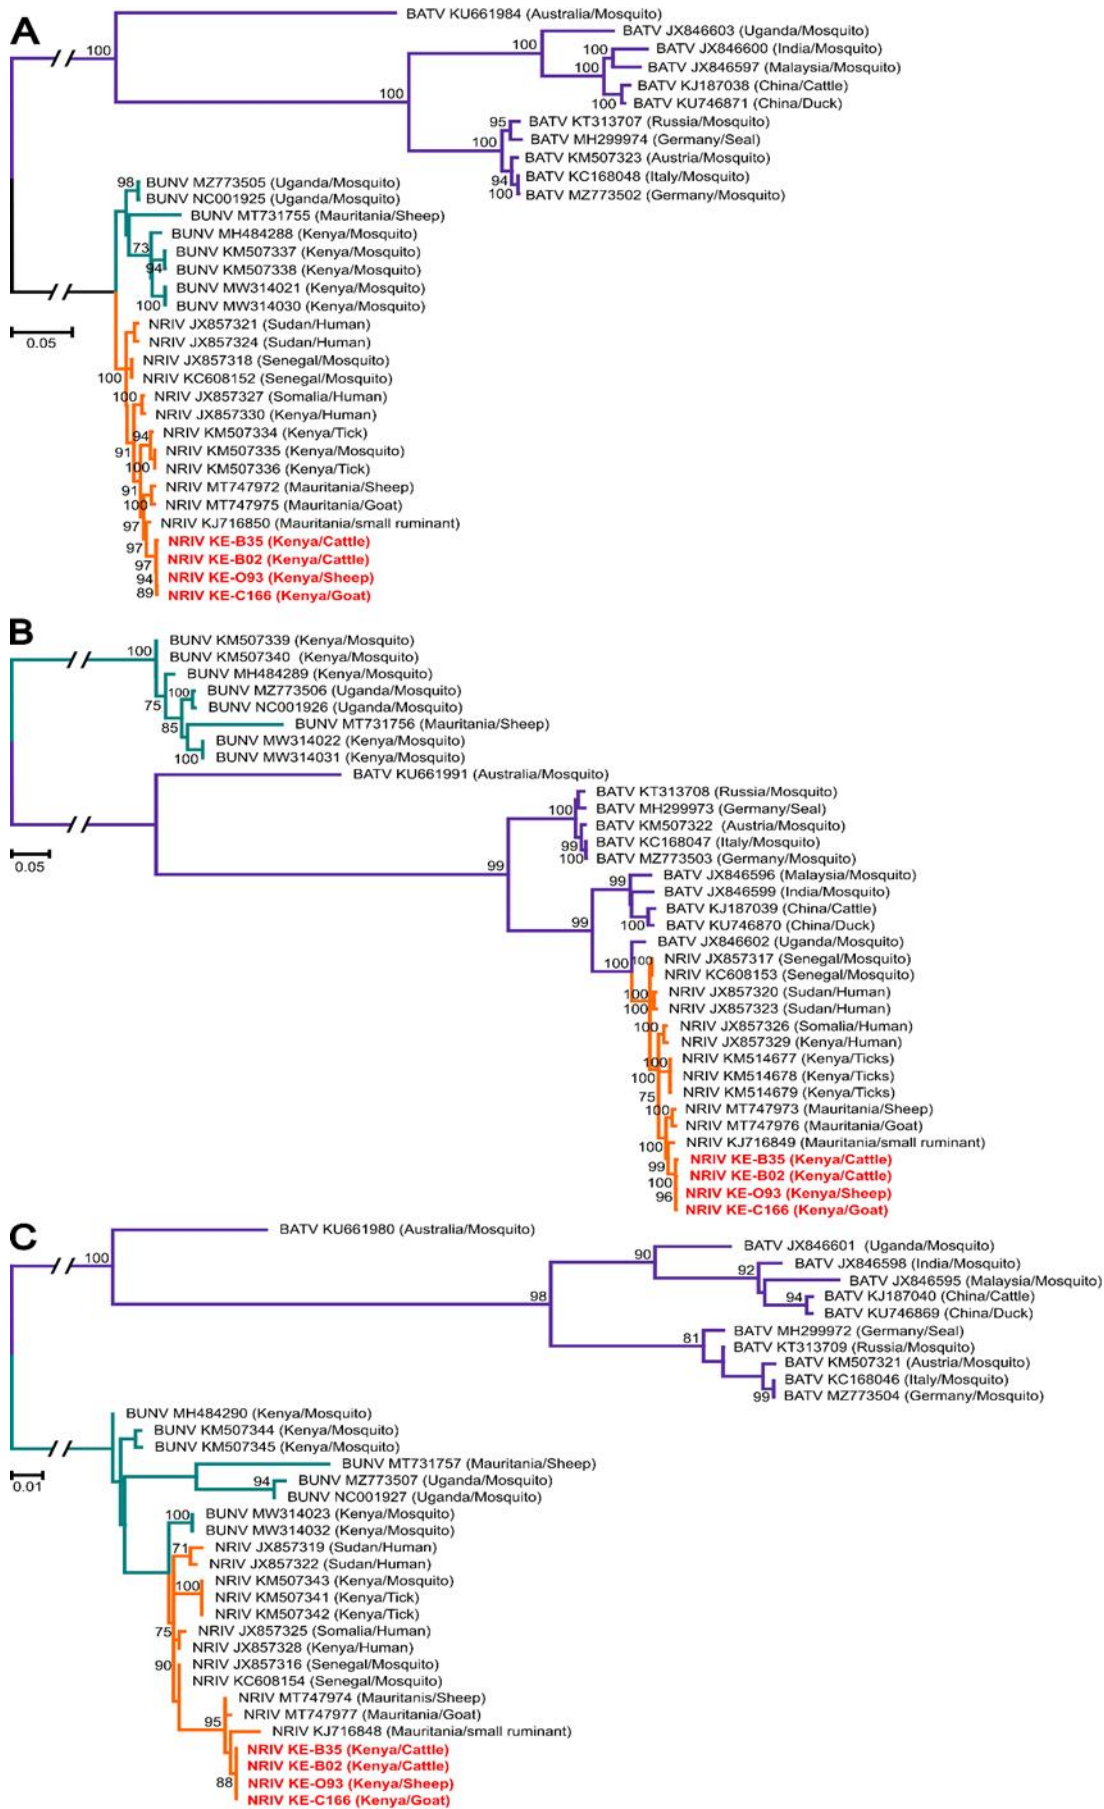 A
BATV KU661984 (Australia/Mosquito)
100
BATV JX846603 (Uganda/Mosquito)
100
BATV JX846600 (India/Mosquito)
100
BATV JX846597 (Malaysia/Mosquito)
100
BATV KJ187038 (China/Cattle)
100
BATV KU746871 (China/Duck)
100
BATV KT313707 (Russia/Mosquito)
95
BATV MH299974 (Germany/Seal)
100
BATV KM507323 (Austria/Mosquito)
BATV KC168048 (Italy/Mosquito)
94
BATV MZ773502 (Germany/Mosquito)
100
98
BUNV MZ773505 (Uganda/Mosquito)
BUNV NC001925 (Uganda/Mosquito)
BUNV MT731755 (Mauritania/Sheep)
BUNV MH484288 (Kenya/Mosquito)
73
BUNV KM507337 (Kenya/Mosquito)
94
BUNV KM507338 (Kenya/Mosquito)
BUNV MW314021 (Kenya/Mosquito)
100
BUNV MW314030 (Kenya/Mosquito)
NRIV JX857321 (Sudan/Human)
0.05
NRIV JX857324 (Sudan/Human)
NRIV JX857318 (Senegal/Mosquito)
100
NRIV KC608152 (Senegal/Mosquito)
100
NRIV JX857327 (Somalia/Human)
NRIV JX857330 (Kenya/Human)
94
NRIV KM507334 (Kenya/Tick)
91
NRIV KM507335 (Kenya/Mosquito)
100
NRIV KM507336 (Kenya/Tick)
91
NRIV MT747972 (Mauritania/Sheep)
100
NRIV MT747975 (Mauritania/Goat)
97
NRIV KJ716850 (Mauritania/small ruminant)
97
NRIV KE-B35 (Kenya/Cattle)
97
NRIV KE-B02 (Kenya/Cattle)
94
NRIV KE-O93 (Kenya/Sheep)
89
NRIV KE-C166 (Kenya/Goat)
B
BUNV KM507339 (Kenya/Mosquito)
100
BUNV KM507340 (Kenya/Mosquito)
BUNV MH484289 (Kenya/Mosquito)
100
BUNV MZ773506 (Uganda/Mosquito)
75
BUNV NC001926 (Uganda/Mosquito)
85
BUNV MT731756 (Mauritania/Sheep)
BUNV MW314022 (Kenya/Mosquito)
100
BUNV MW314031 (Kenya/Mosquito)
BATV KU661991 (Australia/Mosquito)
BATV KT313708 (Russia/Mosquito)
100
BATV MH299973 (Germany/Seal)
BATV KM507322 (Austria/Mosquito)
99
BATV KC168047 (Italy/Mosquito)
100
BATV MZ773503 (Germany/Mosquito)
0.05
99
99
BATV JX846596 (Malaysia/Mosquito)
BATV JX846599 (India/Mosquito)
BATV KJ187039 (China/Cattle)
99
100
BATV KU746870 (China/Duck)
BATV JX846602 (Uganda/Mosquito)
100
100
NRIV JX857317 (Senegal/Mosquito)
NRIV KC608153 (Senegal/Mosquito)
100
NRIV JX857320 (Sudan/Human)
100
NRIV JX857323 (Sudan/Human)
100
NRIV JX857326 (Somalia/Human)
NRIV JX857329 (Kenya/Human)
100
NRIV KM514677 (Kenya/Ticks)
100
NRIV KM514678 (Kenya/Ticks)
75
NRIV KM514679 (Kenya/Ticks)
100
NRIV MT747973 (Mauritania/Sheep)
NRIV MT747976 (Mauritania/Goat)
100
NRIV KJ716849 (Mauritania/small ruminant)
99
NRIV KE-B35 (Kenya/Cattle)
100
NRIV KE-B02 (Kenya/Cattle)
96
NRIV KE-O93 (Kenya/Sheep)
NRIV KE-C166 (Kenya/Goat)
C
BATV KU661980 (Australia/Mosquito)
100
BATV JX846601 (Uganda/Mosquito)
90
BATV JX846598 (India/Mosquito)
92
BATV JX846595 (Malaysia/Mosquito)
98
94
BATV KJ187040 (China/Cattle)
BATV KU746869 (China/Duck)
BATV MH299972 (Germany/Seal)
81
BATV KT313709 (Russia/Mosquito)
BATV KM507321 (Austria/Mosquito)
BATV KC168046 (Italy/Mosquito)
99
BATV MZ773504 (Germany/Mosquito)
BUNV MH484290 (Kenya/Mosquito)
BUNV KM507344 (Kenya/Mosquito)
BUNV KM507345 (Kenya/Mosquito)
BUNV MT731757 (Mauritania/Sheep)
0.01
94
BUNV MZ773507 (Uganda/Mosquito)
BUNV NC001927 (Uganda/Mosquito)
100
BUNV MW314023 (Kenya/Mosquito)
BUNV MW314032 (Kenya/Mosquito)
71
NRIV JX857319 (Sudan/Human)
NRIV JX857322 (Sudan/Human)
100
NRIV KM507343 (Kenya/Mosquito)
NRIV KM507341 (Kenya/Tick)
NRIV KM507342 (Kenya/Tick)
75
NRIV JX857325 (Somalia/Human)
NRIV JX857328 (Kenya/Human)
90
NRIV JX857316 (Senegal/Mosquito)
NRIV KC608154 (Senegal/Mosquito)
NRIV MT747974 (Mauritanis/Sheep)
95
NRIV MT747977 (Mauritania/Goat)
NRIV KJ716848 (Mauritania/small ruminant)
NRIV KE-B35 (Kenya/Cattle)
NRIV KE-B02 (Kenya/Cattle)
88
NRIV KE-O93 (Kenya/Sheep)
NRIV KE-C166 (Kenya/Goat)